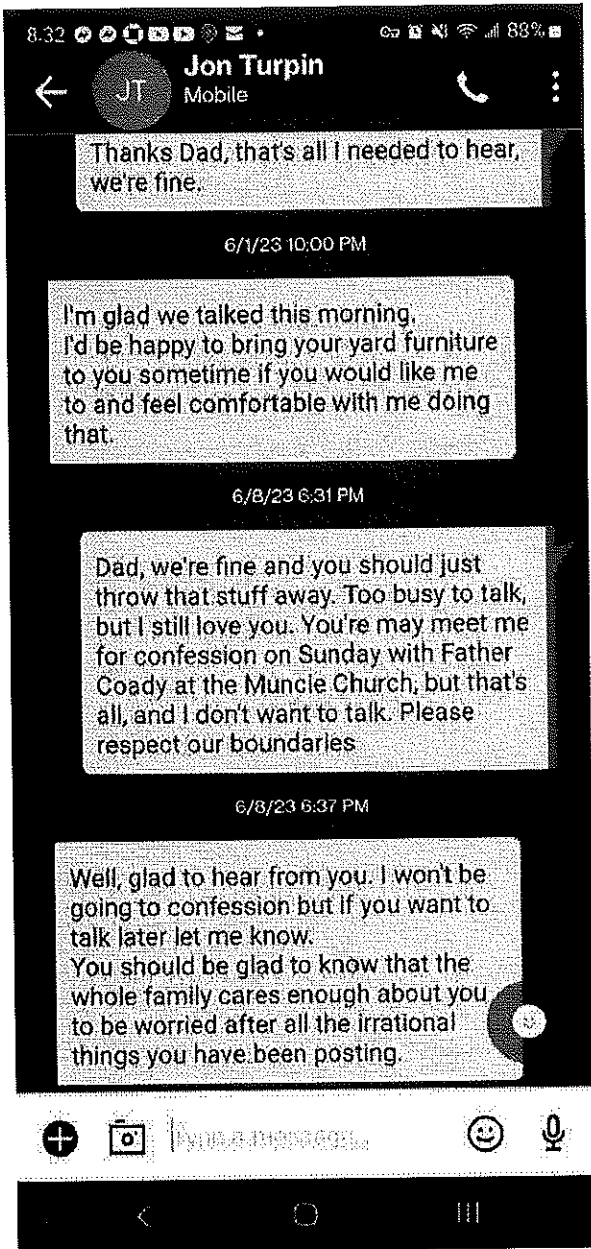 8:32
88%
JT
Jon Turpin
Mobile
Thanks Dad, that's all I needed to hear,
we're fine.
6/1/23 10:00 PM
I'm glad we talked this morning.
I'd be happy to bring your yard furniture
to you sometime if you would like me
to and feel comfortable with me doing
that.
6/8/23 6:31 PM
Dad, we're fine and you should just
throw that stuff away. Too busy to talk,
but I still love you. You're may meet me
for confession on Sunday with Father
Coady at the Muncie Church, but that's
all, and I don't want to talk. Please
respect our boundaries
6/8/23 6:37 PM
Well, glad to hear from you. I won't be
going to confession but if you want to
talk later let me know.
You should be glad to know that the
whole family cares enough about you
to be worried after all the irrational
things you have been posting.
Type a message...